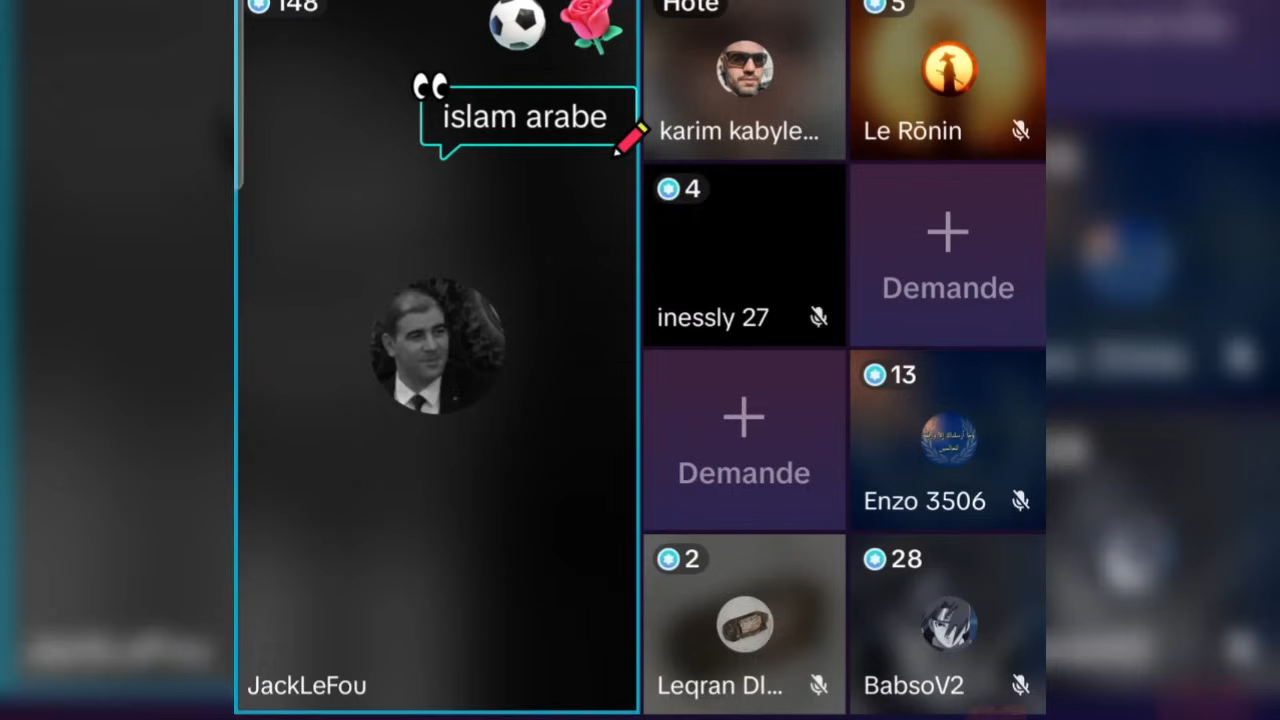 148
islam arabe
JackLeFou
Hôte
karim kabyle...
5
Le Rōnin
4
inessly 27
Demande
Demande
13
Enzo 3506
2
Leqran Dl...
28
BabsoV2